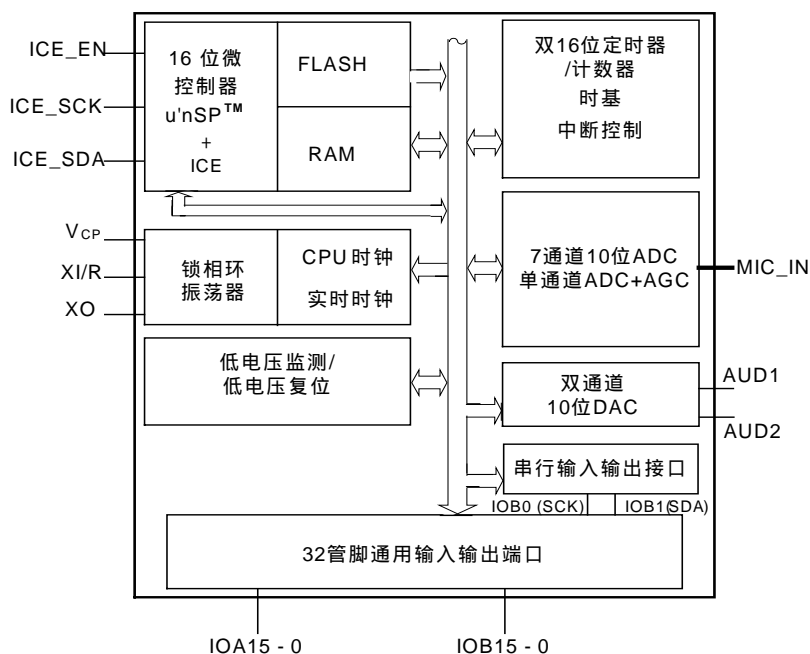 ICE_EN
ICE_SCK
ICE_SDA
16 位微
控制器
u'nSP™
+
ICE
FLASH
RAM
双16位定时器
/计数器
时基
中断控制
VCP
XI/R
XO
锁相环
振荡器
CPU 时钟
实时时钟
7通道10位ADC
单通道ADC+AGC
MIC_IN
低电压监测/
低电压复位
双通道
10位DAC
AUD1
AUD2
串行输入输出接口
IOB0 (SCK)
IOB1(SDA)
32管脚通用输入输出端口
IOA15 - 0
IOB15 - 0